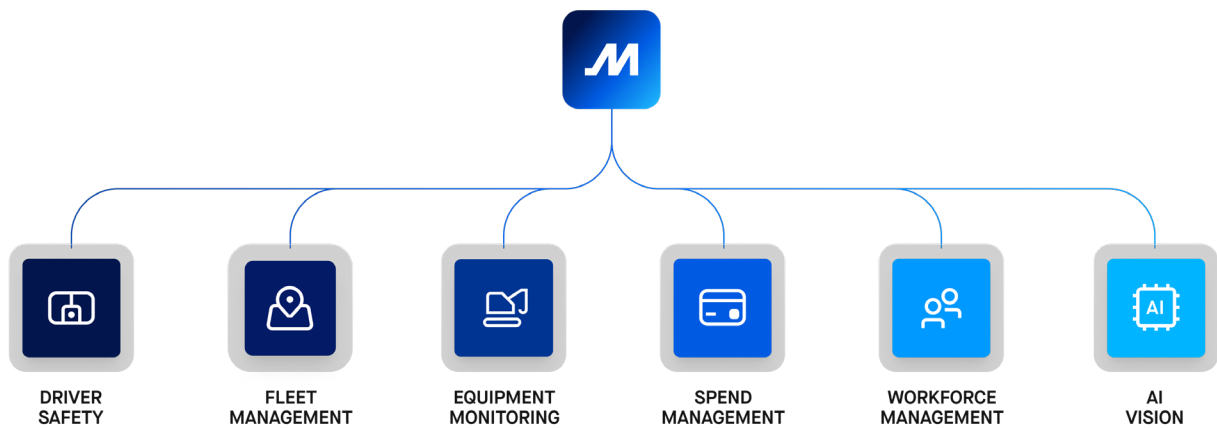 M
DRIVER
SAFETY
FLEET
MANAGEMENT
EQUIPMENT
MONITORING
SPEND
MANAGEMENT
WORKFORCE
MANAGEMENT
AI
AI
VISION